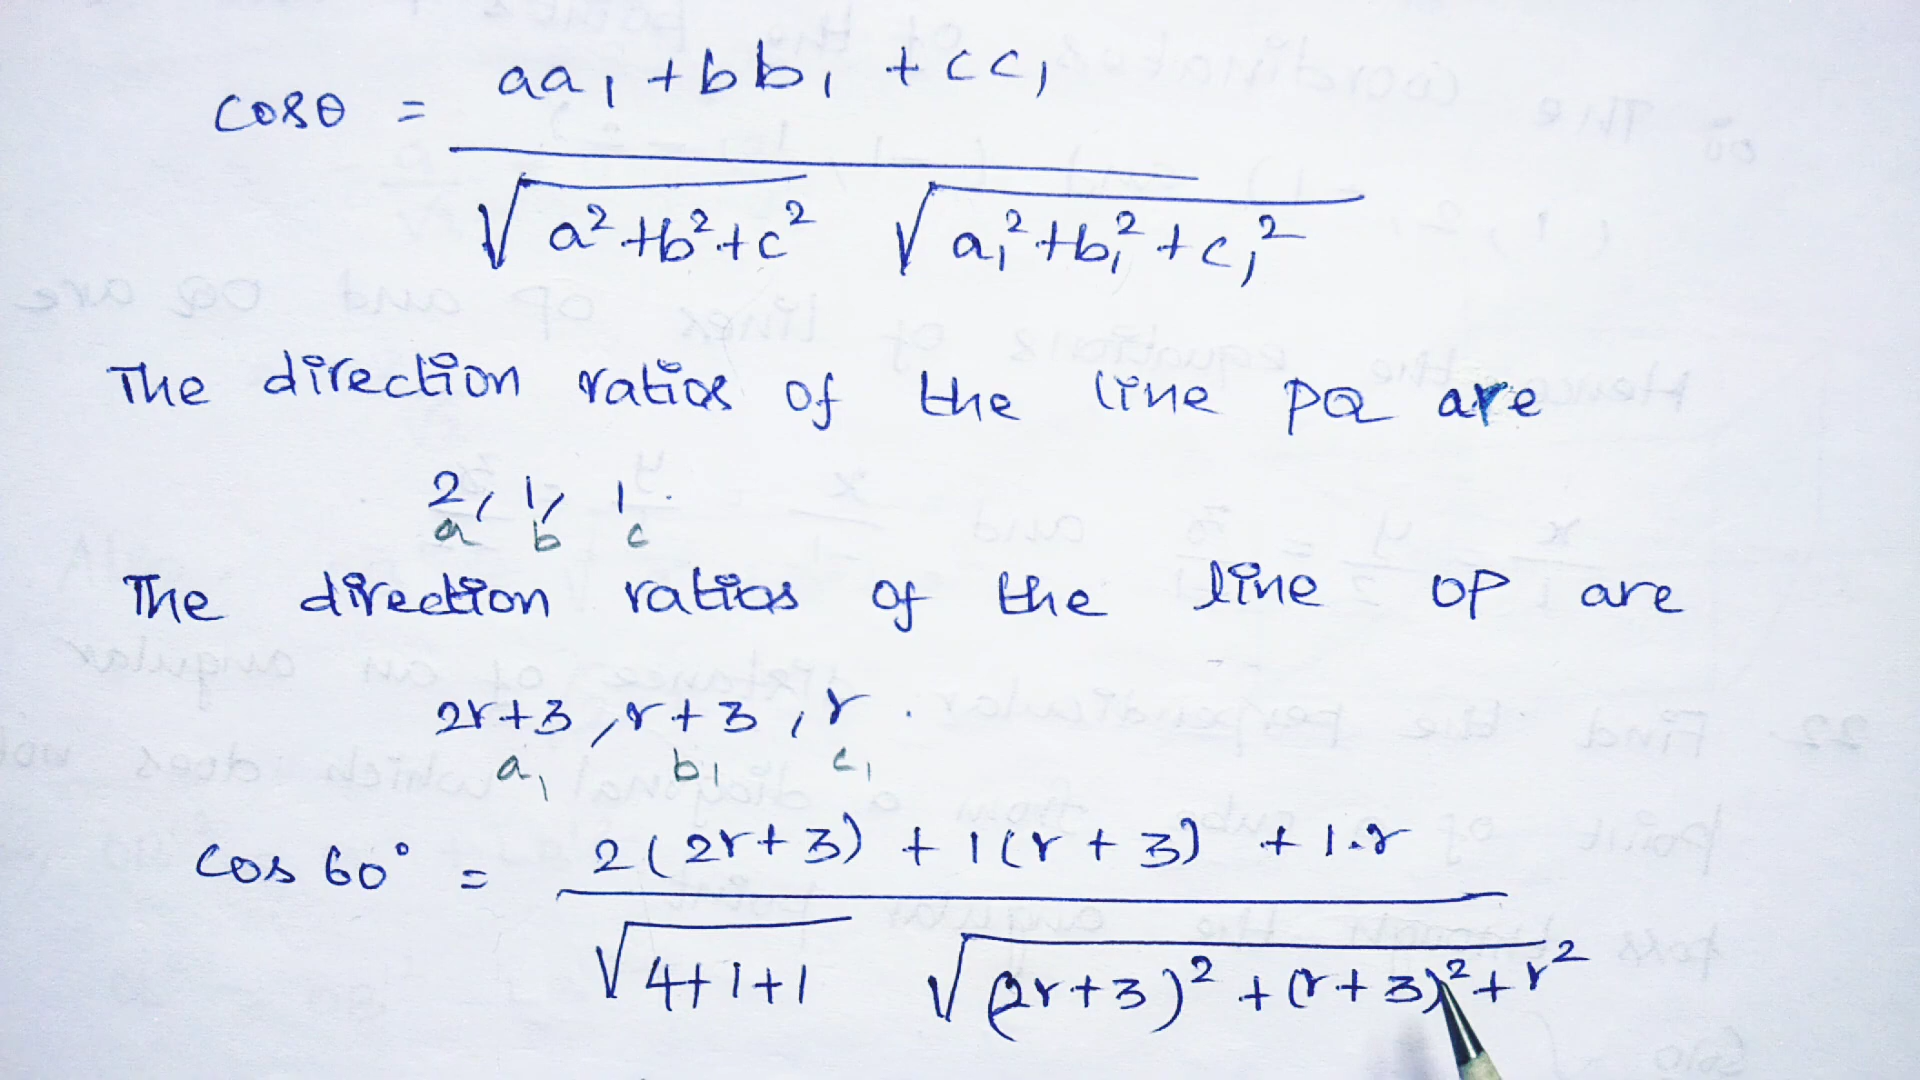 cosθ = aa₁ + bb₁ + cc₁
√a²+b²+c² √a₁²+b₁²+c₁²
The direction ratios of the line PQ are
2, 1, 1.
a b c
The direction ratios of the line OP are
2r+3, r+3, r.
a₁ b₁ c₁
cos 60° = 2(2r+3) + 1(r+3) + 1.r
√4+1+1 √(2r+3)²+(r+3)²+r²